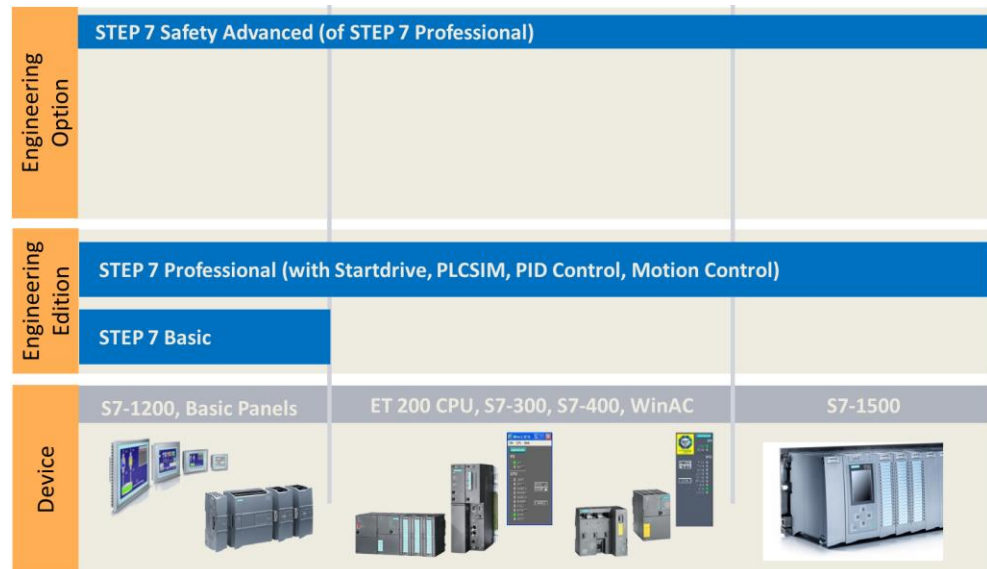 STEP 7 Safety Advanced (of STEP 7 Professional)
Engineering
Option
STEP 7 Professional (with Startdrive, PLCSIM, PID Control, Motion Control)
STEP 7 Basic
Engineering
Edition
S7-1200, Basic Panels
ET 200 CPU, S7-300, S7-400, WinAC
S7-1500
Device